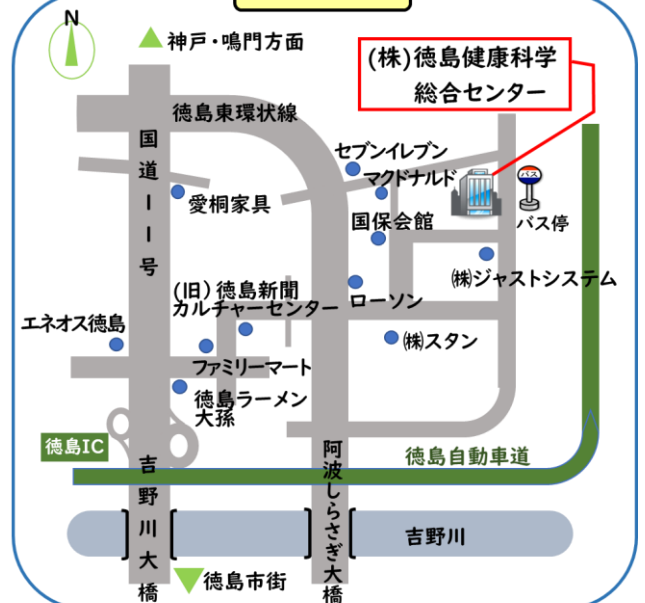 N
神戸・鳴門方面
(株)徳島健康科学
総合センター
徳島東環状線
国道11号
セブンイレブン
マクドナルド
愛桐家具
国保会館
バス停
(株)ジャストシステム
(旧)徳島新聞
カルチャーセンター
ローソン
エネオス徳島
(株)スタン
ファミリーマート
徳島ラーメン
大孫
徳島IC
徳島自動車道
吉野川大橋
阿波しらさぎ大橋
吉野川
徳島市街
バス